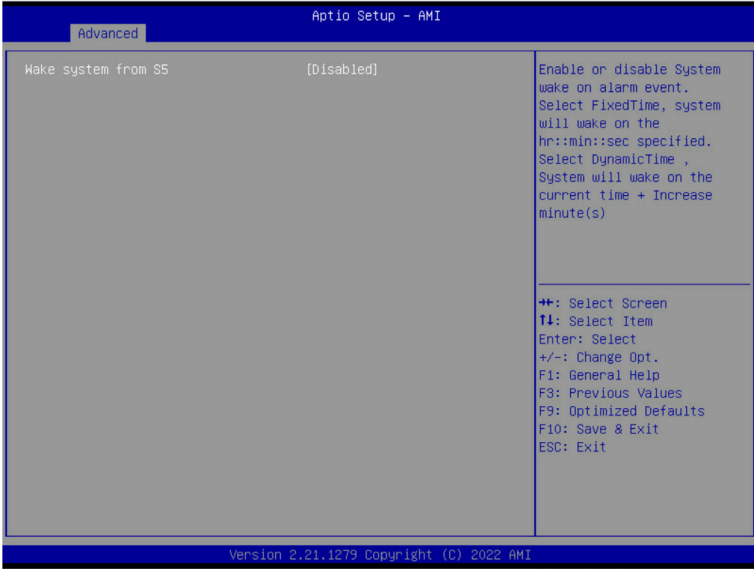 Aptio Setup – AMI
Advanced
Wake system from S5 [Disabled]
Enable or disable System
wake on alarm event.
Select FixedTime, system
will wake on the
hr::min::sec specified.
Select DynamicTime ,
System will wake on the
current time + Increase
minute(s)
→←: Select Screen
↑↓: Select Item
Enter: Select
+/-: Change Opt.
F1: General Help
F3: Previous Values
F9: Optimized Defaults
F10: Save & Exit
ESC: Exit
Version 2.21.1279 Copyright (C) 2022 AMI